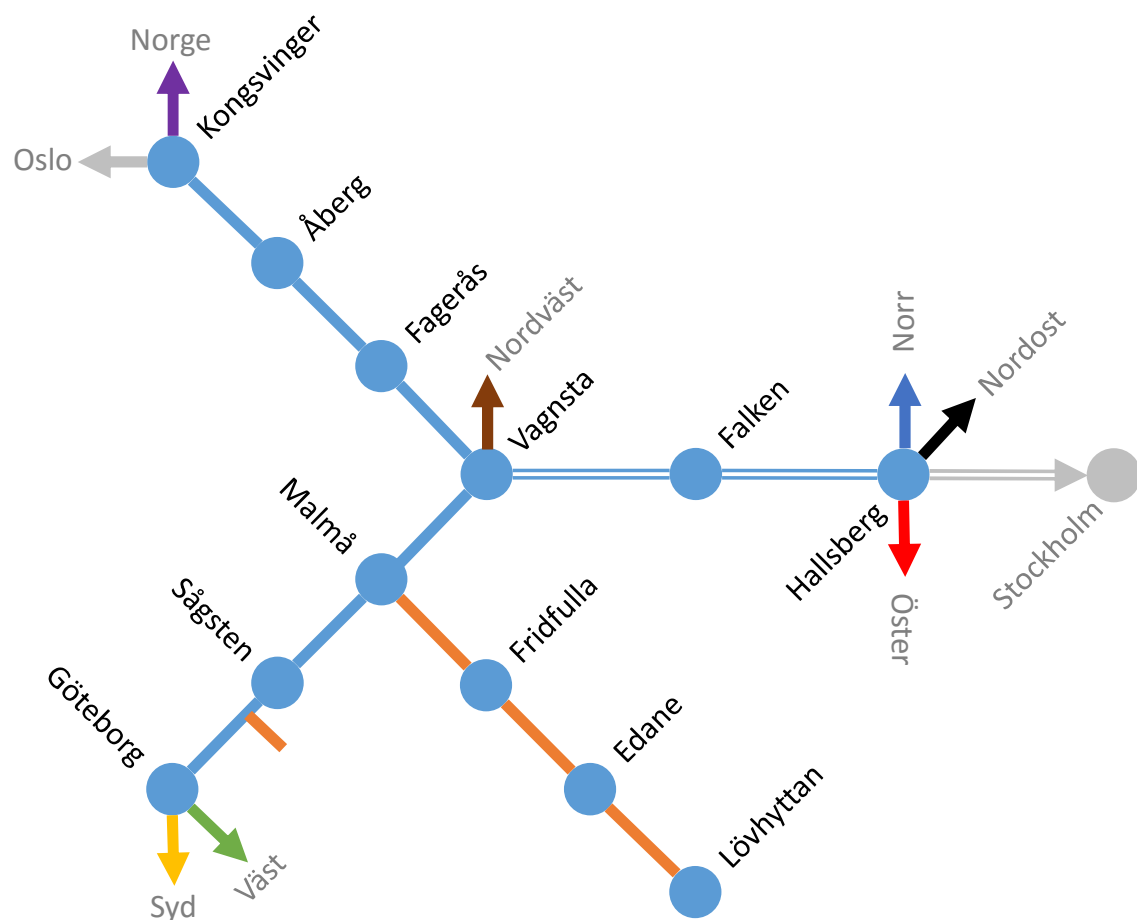 Norge
Kongsvinger
Oslo
Åberg
Fagerås
Nordväst
Vagnsta
Falken
Norr
Nordost
Malmå
Hallsberg
Stockholm
Öster
Sågsten
Fridfulla
Göteborg
Edane
Lövhyttan
Väst
Syd